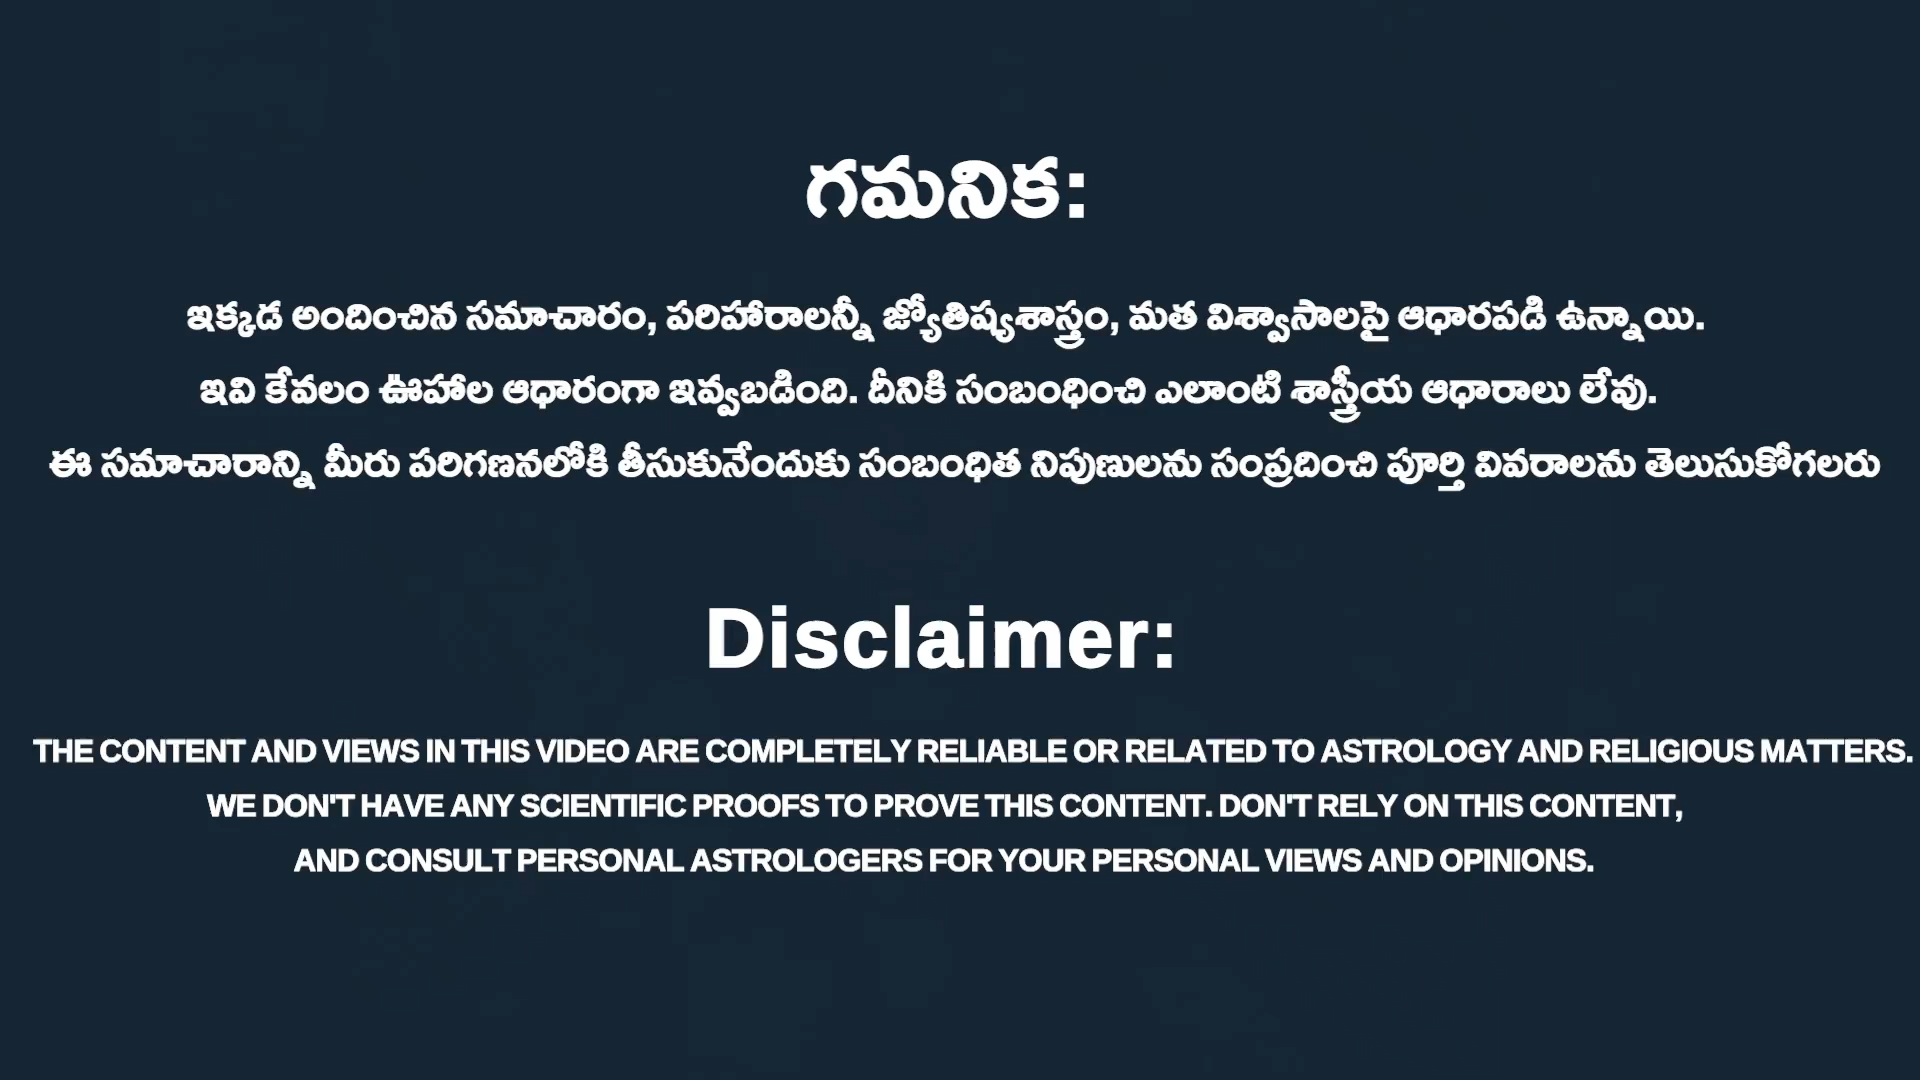 గమనిక:
ఇక్కడ అందించిన సమాచారం, పరిహారాలన్నీ జ్యోతిష్యశాస్త్రం, మత విశ్వాసాలపై ఆధారపడి ఉన్నాయి.
ఇవి కేవలం ఊహాల ఆధారంగా ఇవ్వబడింది. దీనికి సంబంధించి ఎలాంటి శాస్త్రీయ ఆధారాలు లేవు.
ఈ సమాచారాన్ని మీరు పరిగణనలోకి తీసుకునేందుకు సంబంధిత నిపుణులను సంప్రదించి పూర్తి వివరాలను తెలుసుకోగలరు
Disclaimer:
THE CONTENT AND VIEWS IN THIS VIDEO ARE COMPLETELY RELIABLE OR RELATED TO ASTROLOGY AND RELIGIOUS MATTERS.
WE DON'T HAVE ANY SCIENTIFIC PROOFS TO PROVE THIS CONTENT. DON'T RELY ON THIS CONTENT,
AND CONSULT PERSONAL ASTROLOGERS FOR YOUR PERSONAL VIEWS AND OPINIONS.